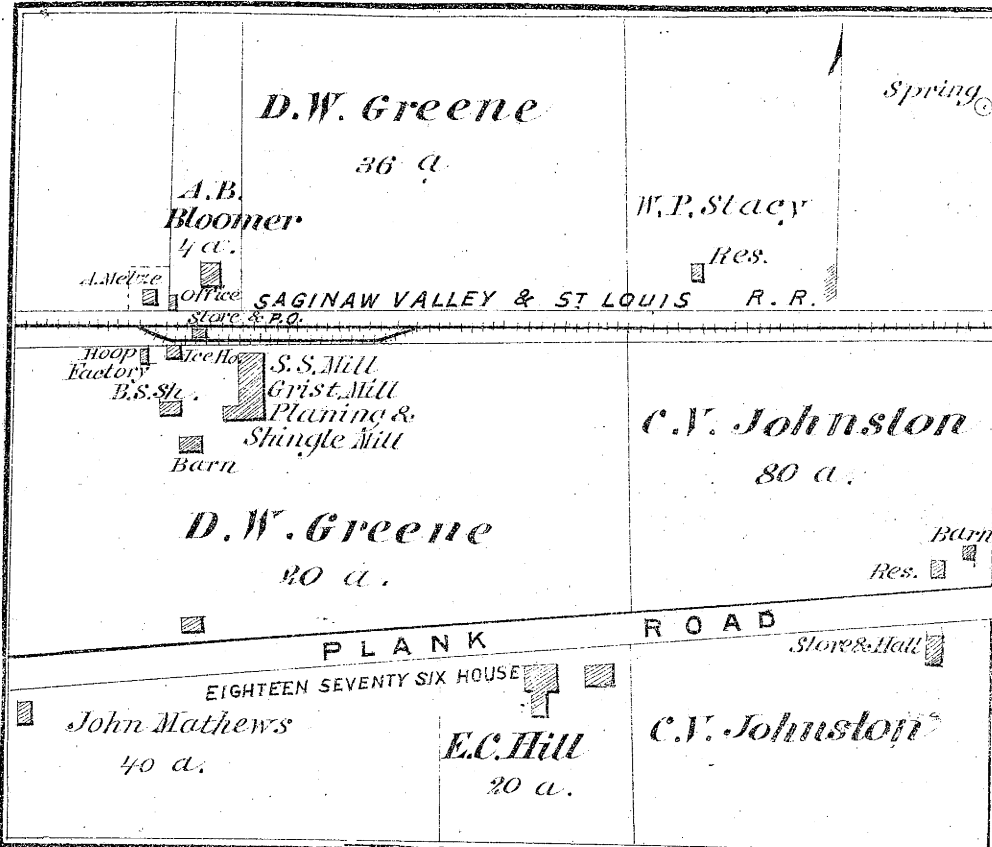 D.W. Greene
36 a
Spring
A.B.
Bloomer
4 a.
W.P. Stacy
Res.
Office
SAGINAW VALLEY & ST LOUIS R.R.
Store & P.O.
Hoop
Factory
Ice Ho.
B.S.Sh.
S.S. Mill
Grist Mill
Planing &
Shingle Mill
Barn
C.V. Johnston
80 a.
D.W. Greene
a.
Barn
Res.
PLANK ROAD
Store & Hall
EIGHTEEN SEVENTY SIX HOUSE
John Mathews
40 a.
E.C. Hill
20 a.
C.V. Johnston